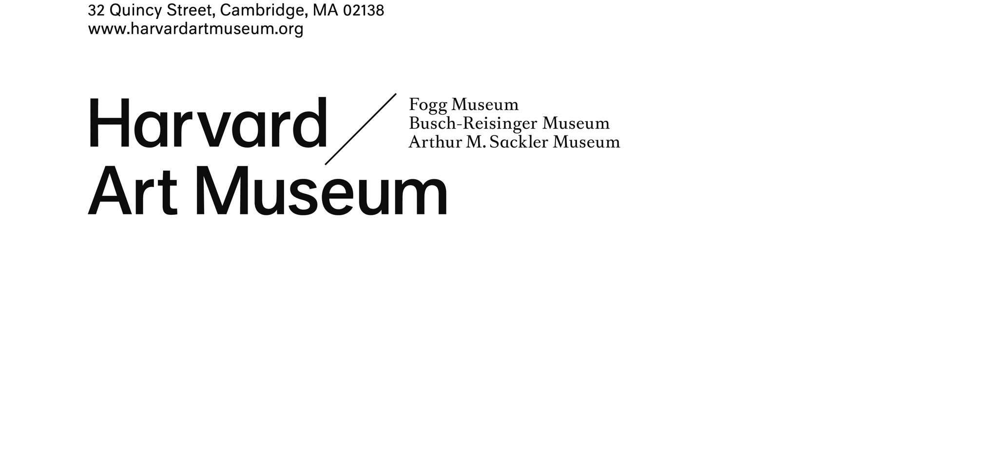 32 Quincy Street, Cambridge, MA 02138
www.harvardartmuseum.org
Harvard
Art Museum
Fogg Museum
Busch-Reisinger Museum
Arthur M. Sackler Museum